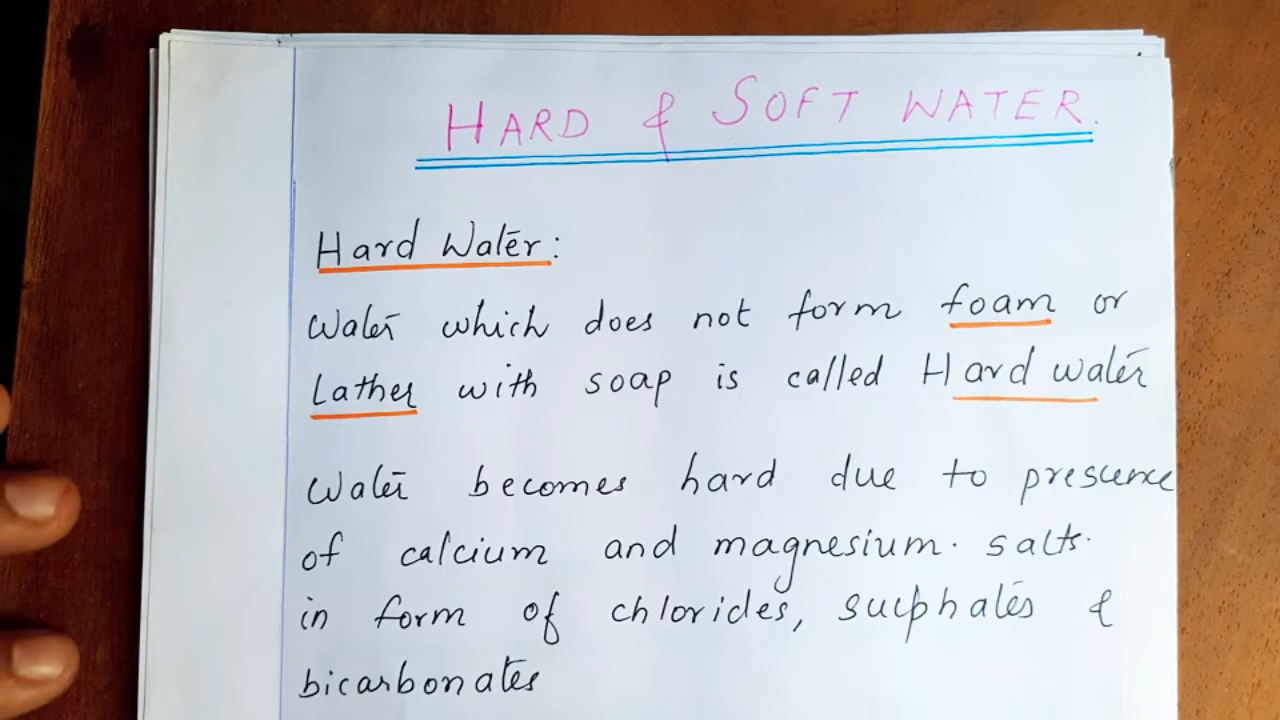 HARD & SOFT WATER.
Hard Water:
Water which does not form foam or
Lather with soap is called Hard water
Water becomes hard due to prescence
of calcium and magnesium. salts.
in form of chlorides, sulphates &
bicarbonates